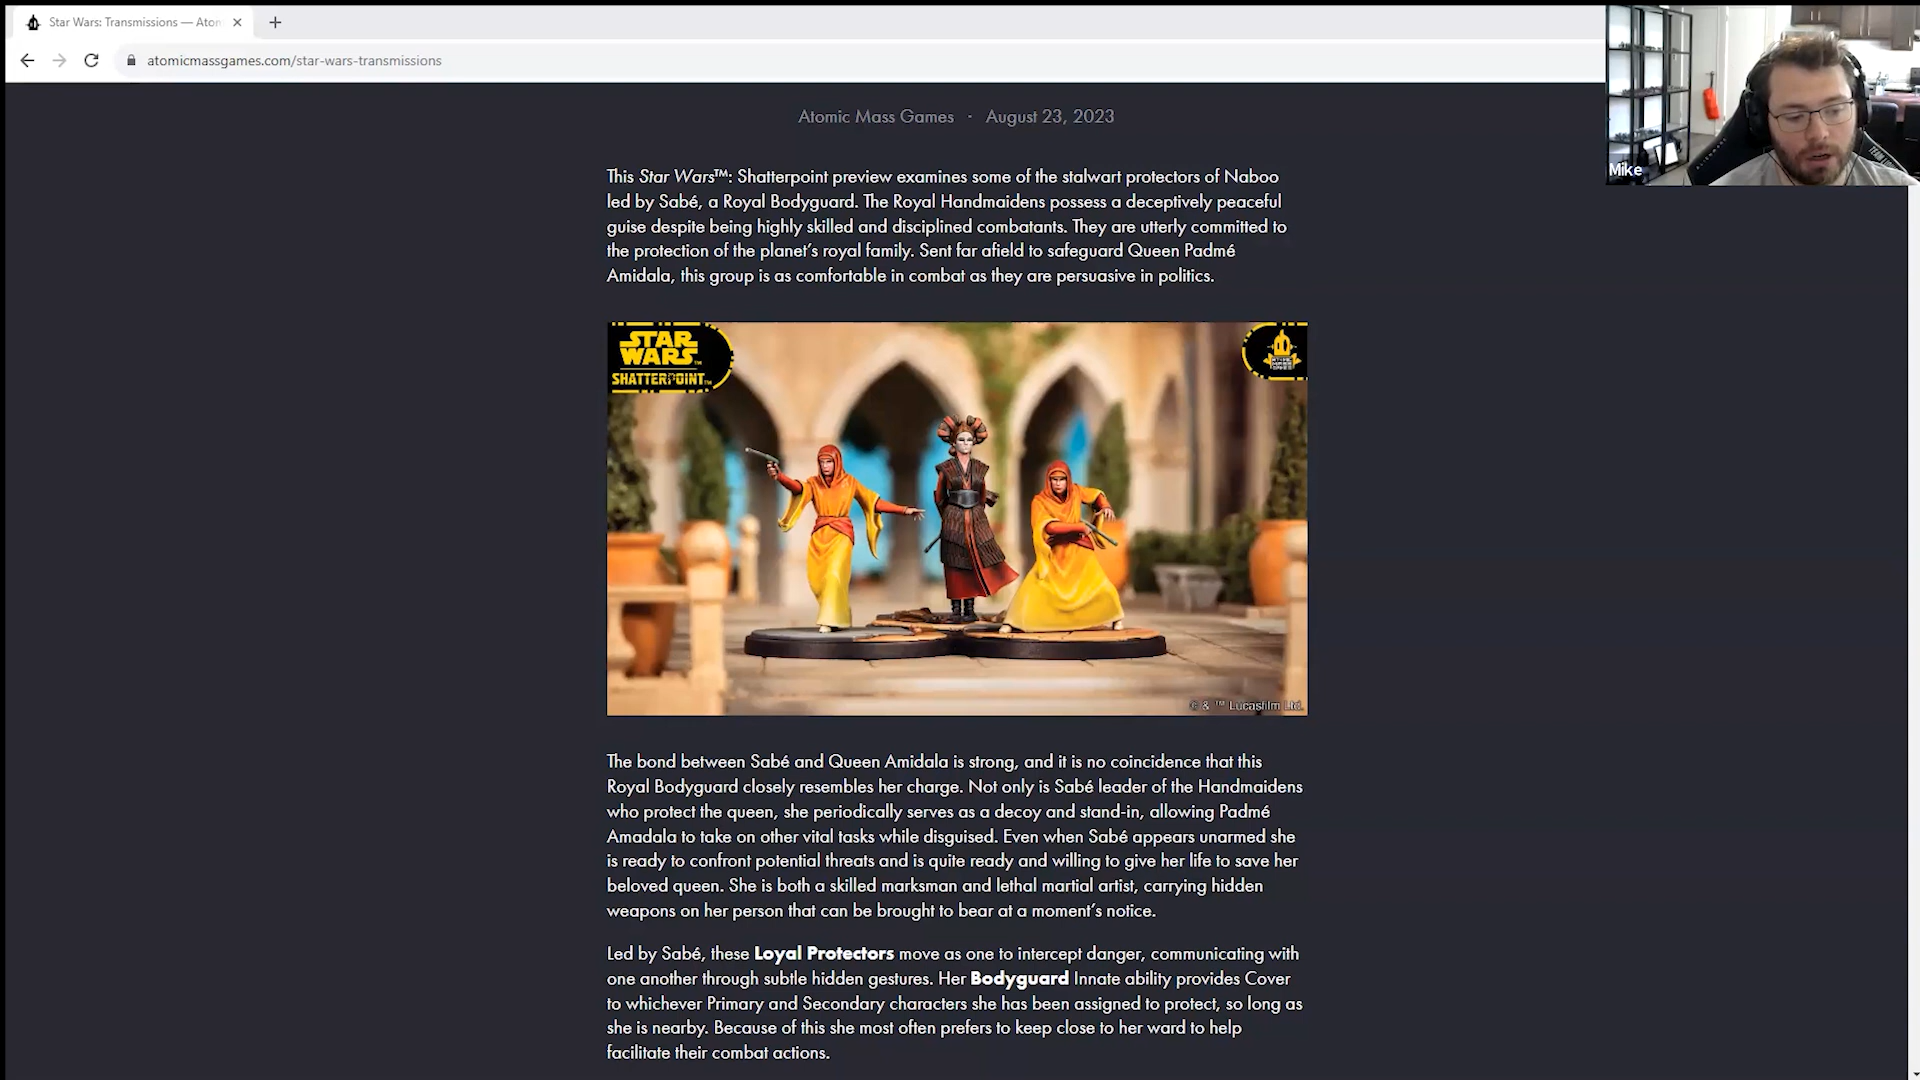 Star Wars: Transmissions — Aton
atomicmassgames.com/star-wars-transmissions
Mike
Atomic Mass Games · August 23, 2023
This Star Wars™: Shatterpoint preview examines some of the stalwart protectors of Naboo
led by Sabé, a Royal Bodyguard. The Royal Handmaidens possess a deceptively peaceful
guise despite being highly skilled and disciplined combatants. They are utterly committed to
the protection of the planet's royal family. Sent far afield to safeguard Queen Padmé
Amidala, this group is as comfortable in combat as they are persuasive in politics.
STAR
WARS™
SHATTERPOINT™
© & ™ Lucasfilm Ltd.
The bond between Sabé and Queen Amidala is strong, and it is no coincidence that this
Royal Bodyguard closely resembles her charge. Not only is Sabé leader of the Handmaidens
who protect the queen, she periodically serves as a decoy and stand-in, allowing Padmé
Amadala to take on other vital tasks while disguised. Even when Sabé appears unarmed she
is ready to confront potential threats and is quite ready and willing to give her life to save her
beloved queen. She is both a skilled marksman and lethal martial artist, carrying hidden
weapons on her person that can be brought to bear at a moment's notice.
Led by Sabé, these Loyal Protectors move as one to intercept danger, communicating with
one another through subtle hidden gestures. Her Bodyguard Innate ability provides Cover
to whichever Primary and Secondary characters she has been assigned to protect, so long as
she is nearby. Because of this she most often prefers to keep close to her ward to help
facilitate their combat actions.